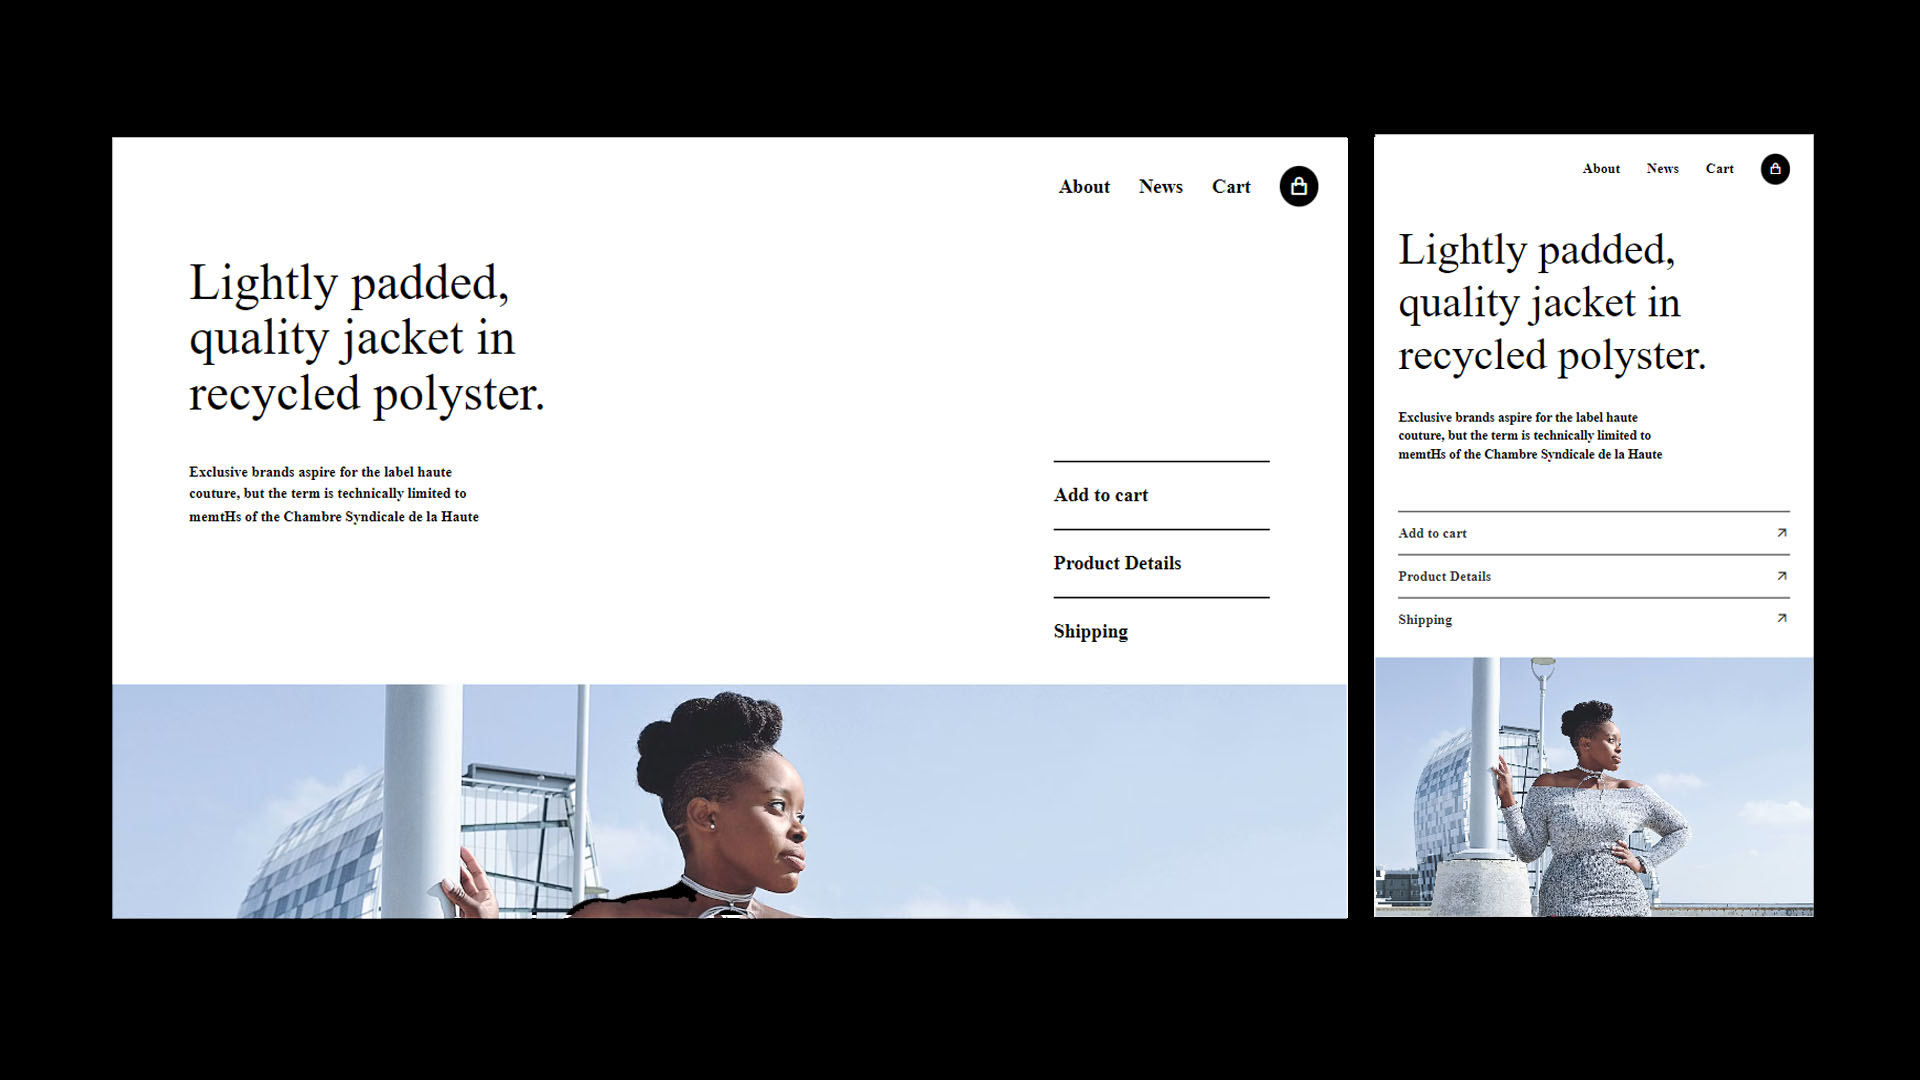 About News Cart
Lightly padded,
quality jacket in
recycled polyster.
Exclusive brands aspire for the label haute
couture, but the term is technically limited to
memtHs of the Chambre Syndicale de la Haute
Add to cart
Product Details
Shipping
About News Cart
Lightly padded,
quality jacket in
recycled polyster.
Exclusive brands aspire for the label haute
couture, but the term is technically limited to
memtHs of the Chambre Syndicale de la Haute
Add to cart
Product Details
Shipping